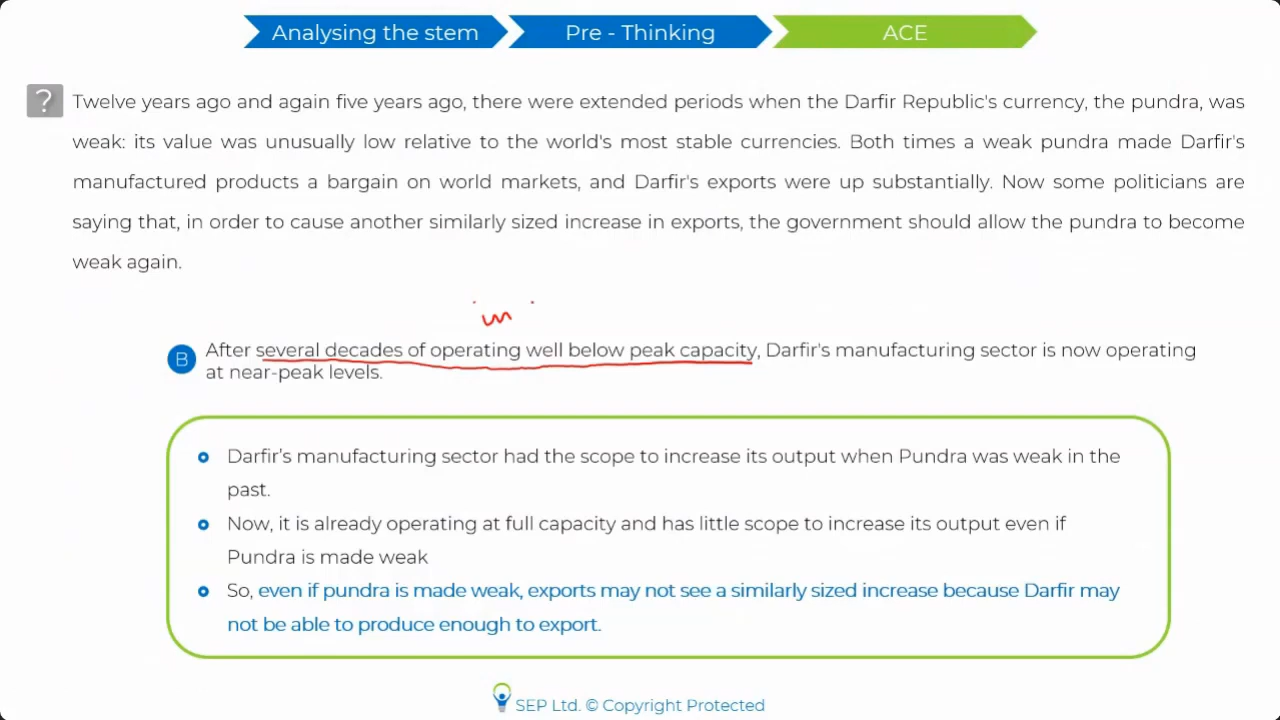 Analysing the stem
Pre - Thinking
ACE
?
Twelve years ago and again five years ago, there were extended periods when the Darfir Republic's currency, the pundra, was
weak: its value was unusually low relative to the world's most stable currencies. Both times a weak pundra made Darfir's
manufactured products a bargain on world markets, and Darfir's exports were up substantially. Now some politicians are
saying that, in order to cause another similarly sized increase in exports, the government should allow the pundra to become
weak again.
B
After several decades of operating well below peak capacity, Darfir's manufacturing sector is now operating
at near-peak levels.
Darfir's manufacturing sector had the scope to increase its output when Pundra was weak in the
past.
Now, it is already operating at full capacity and has little scope to increase its output even if
Pundra is made weak
So, even if pundra is made weak, exports may not see a similarly sized increase because Darfir may
not be able to produce enough to export.
SEP Ltd. © Copyright Protected